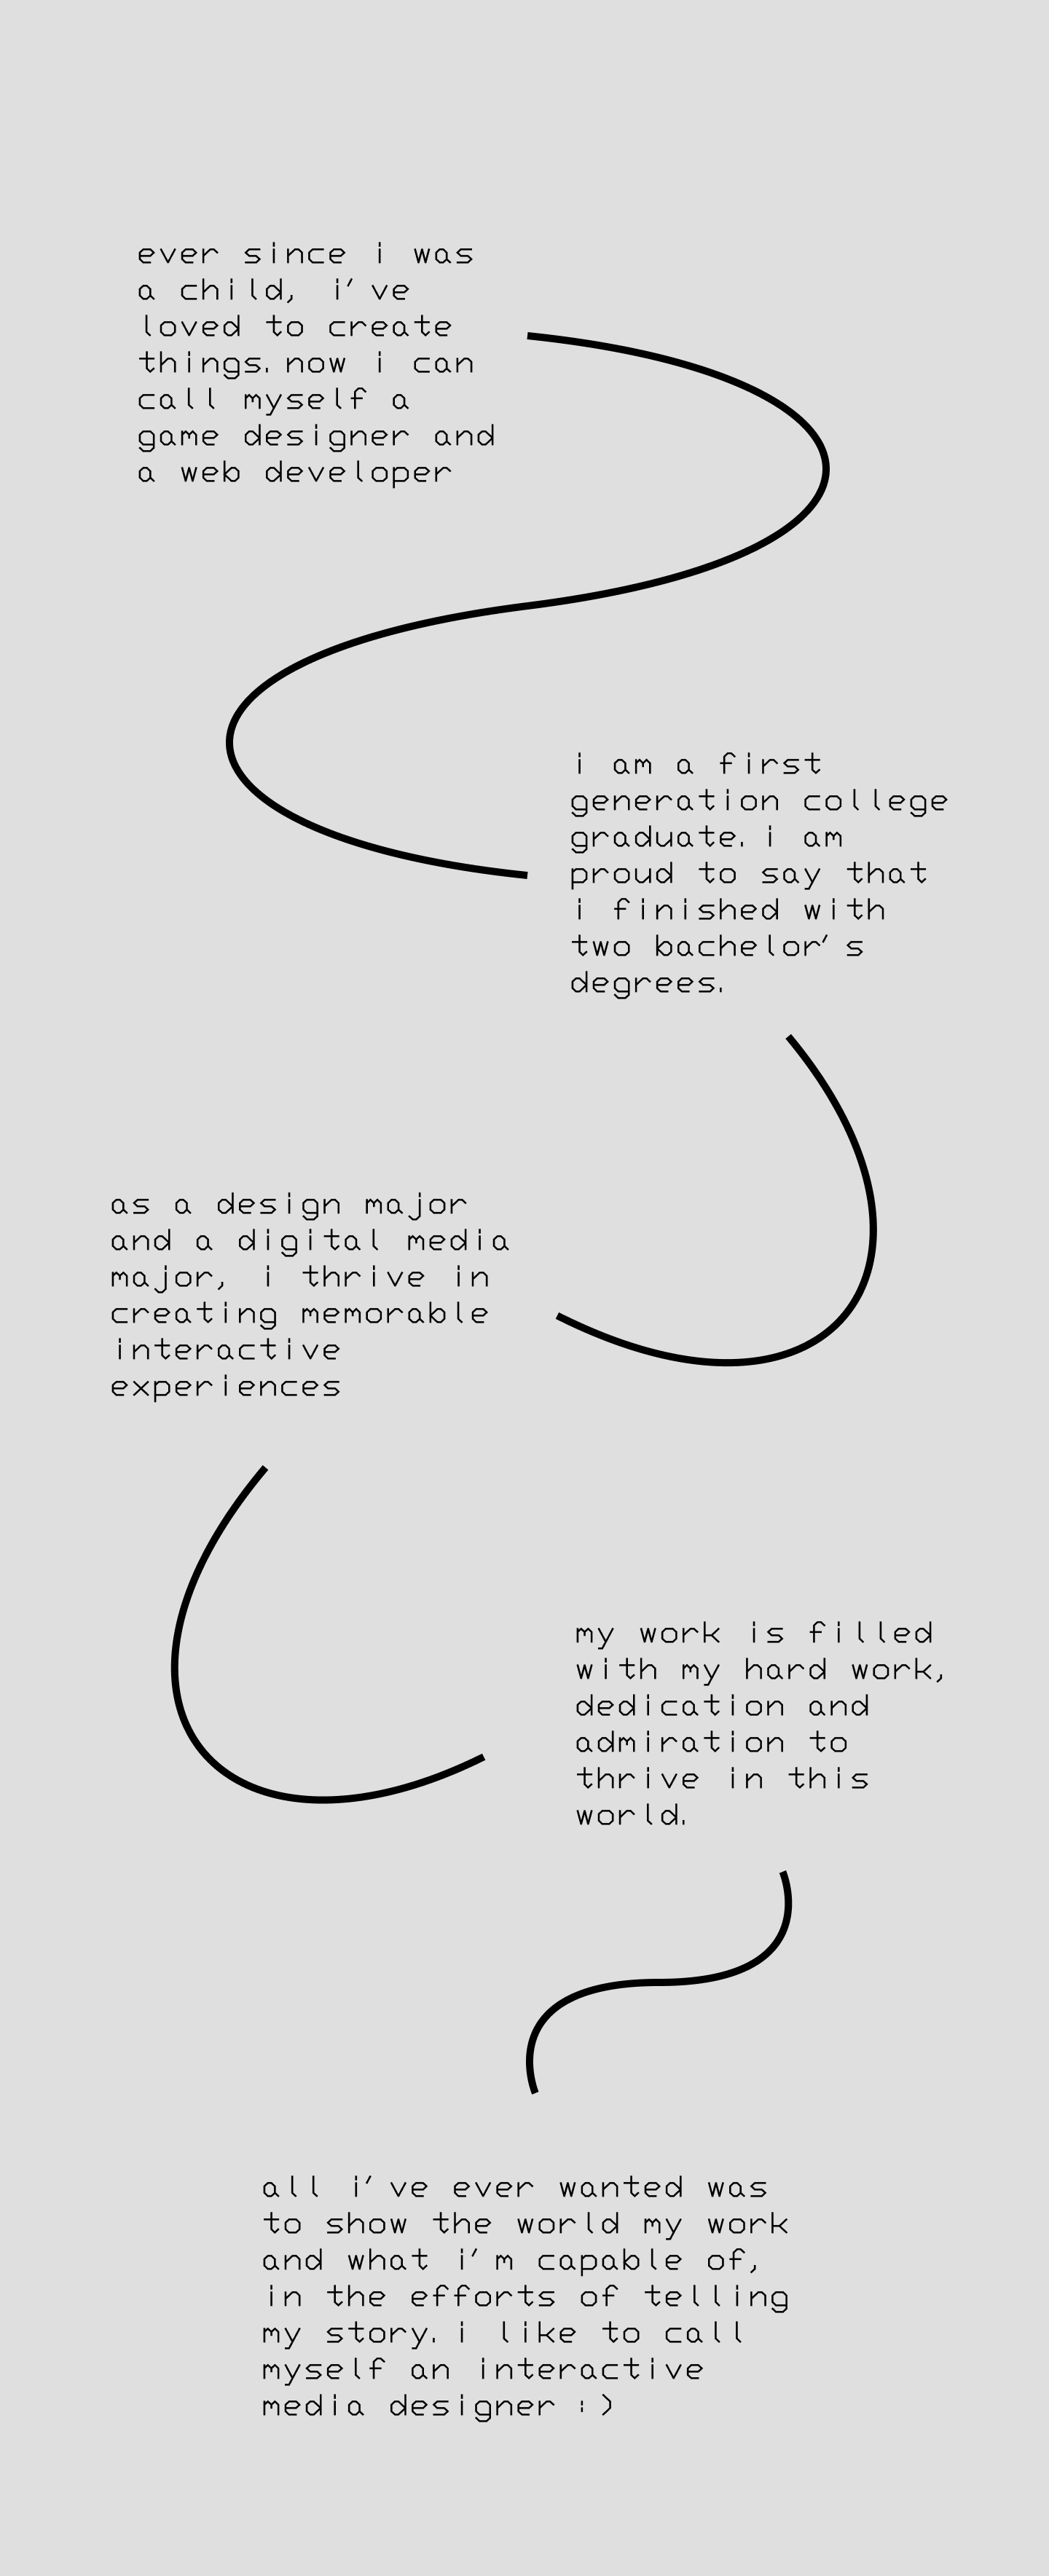 ever since i was
a child, i've
loved to create
things. now i can
call myself a
game designer and
a web developer
i am a first
generation college
graduate. i am
proud to say that
i finished with
two bachelor's
degrees.
as a design major
and a digital media
major, i thrive in
creating memorable
interactive
experiences
my work is filled
with my hard work,
dedication and
admiration to
thrive in this
world.
all i've ever wanted was
to show the world my work
and what i'm capable of,
in the efforts of telling
my story. i like to call
myself an interactive
media designer :)